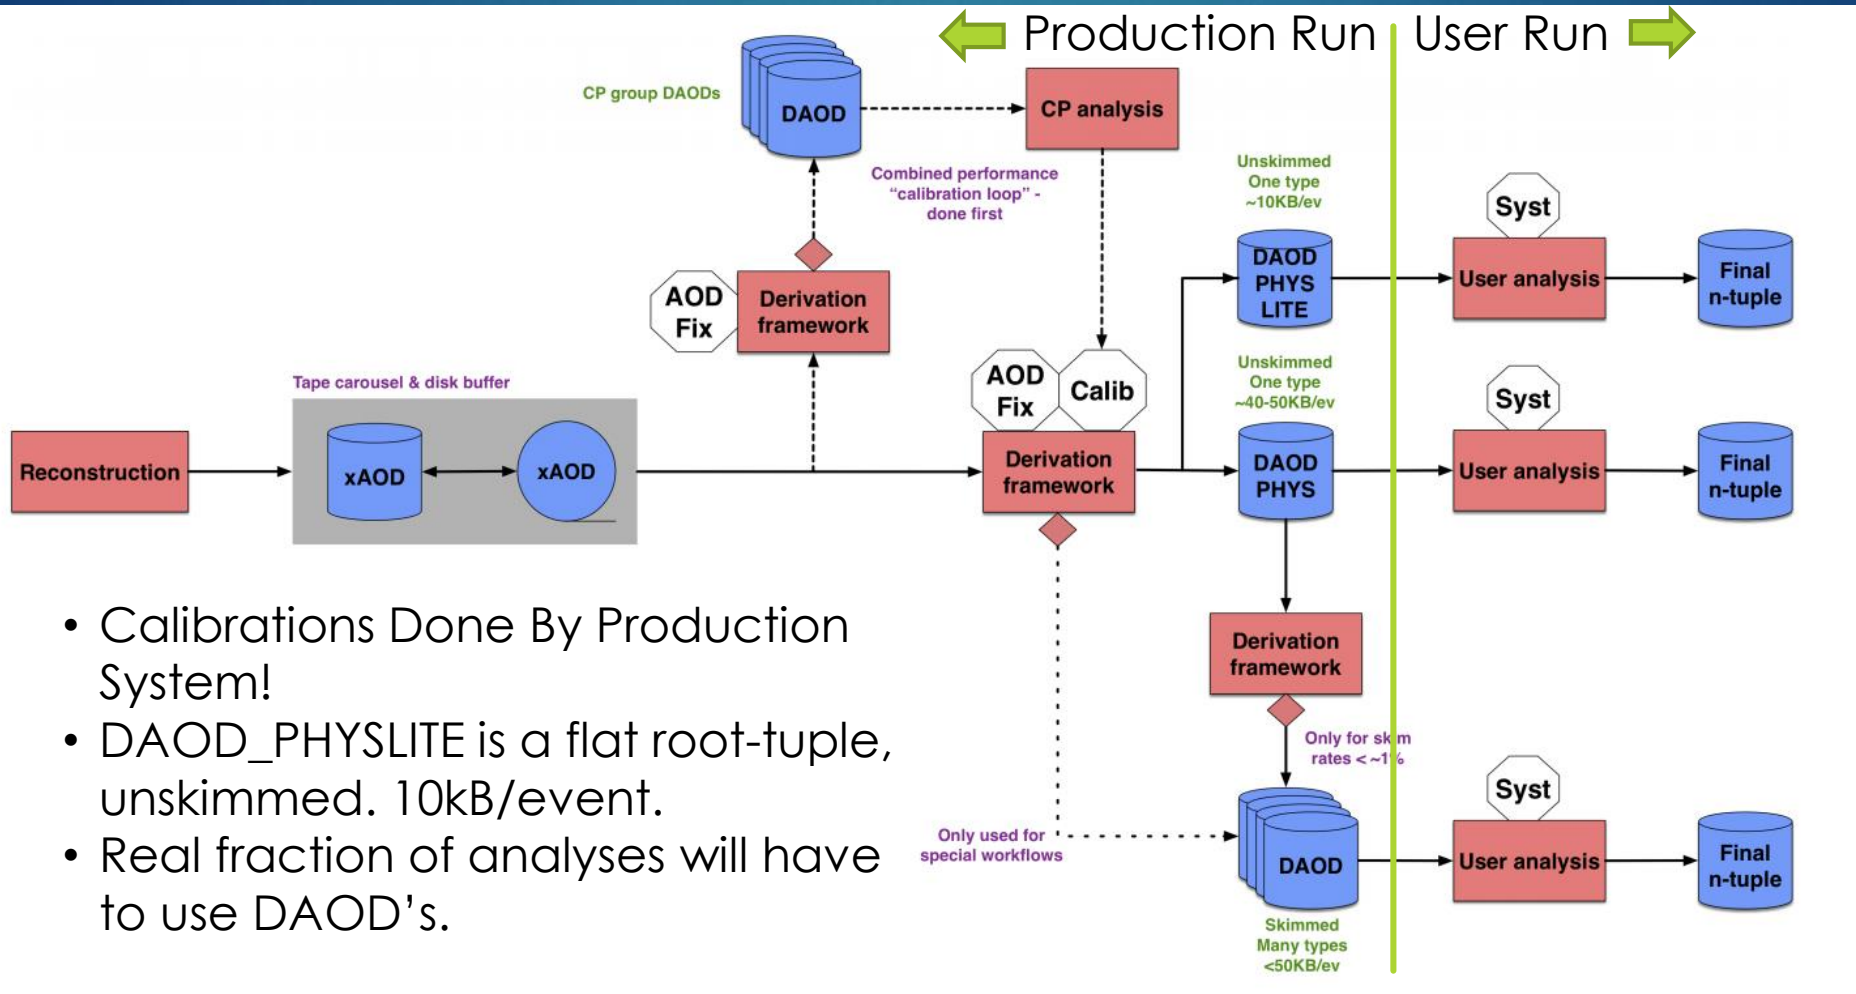 Production Run
User Run
CP group DAODs
DAOD
CP analysis
Combined performance
“calibration loop” -
done first
Unskimmed
One type
~10KB/ev
Syst
DAOD
PHYS
LITE
User analysis
Final
n-tuple
AOD
Fix
Derivation
framework
Tape carousel & disk buffer
AOD
Fix
Calib
Unskimmed
One type
~40-50KB/ev
Syst
Reconstruction
xAOD
xAOD
Derivation
framework
DAOD
PHYS
User analysis
Final
n-tuple
Derivation
framework
Only for skim
rates < ~1%
Only used for
special workflows
DAOD
Syst
User analysis
Final
n-tuple
Skimmed
Many types
<50KB/ev
• Calibrations Done By Production
System!
• DAOD_PHYSLITE is a flat root-tuple,
unskimmed. 10kB/event.
• Real fraction of analyses will have
to use DAOD’s.